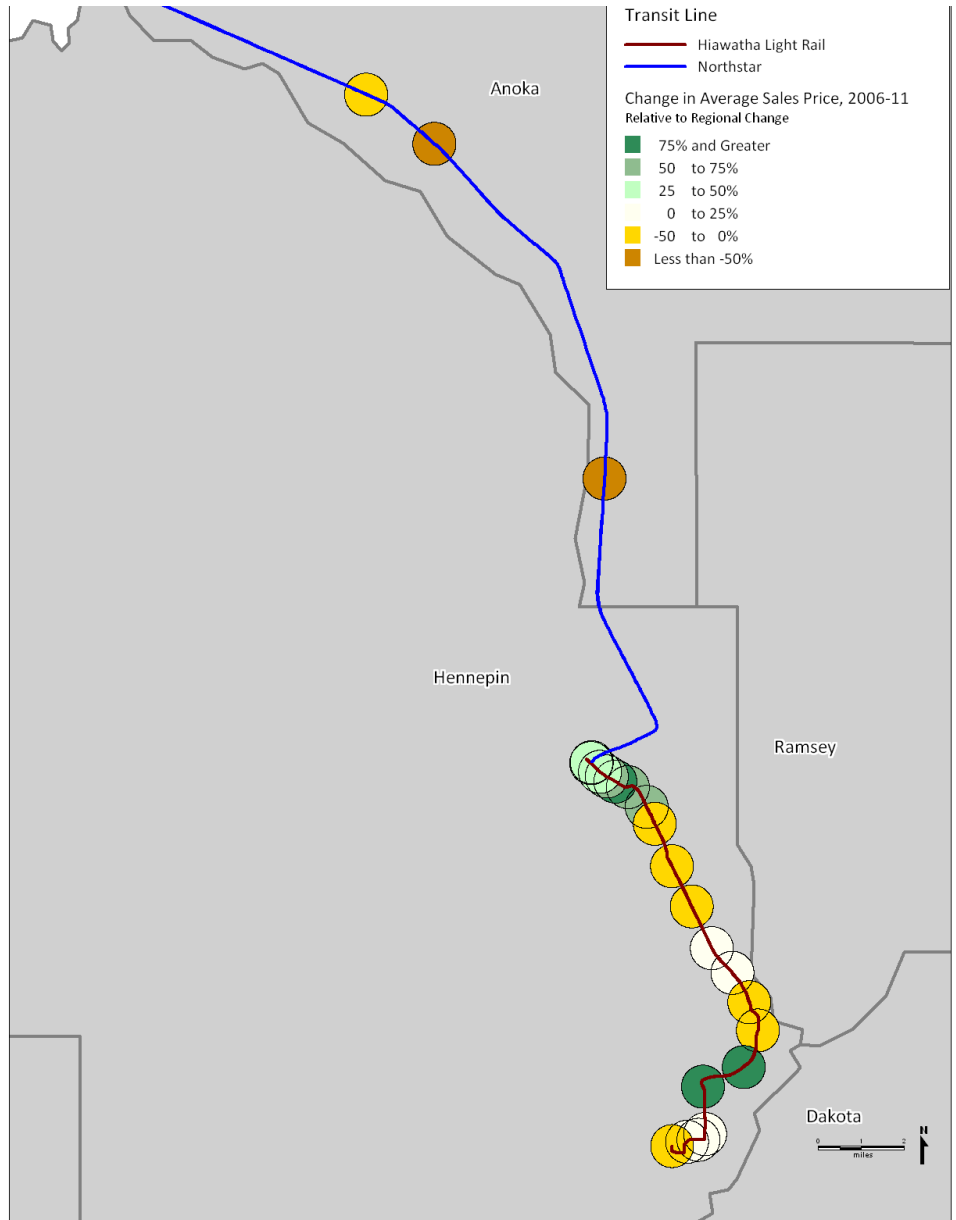 Transit Line
Hiawatha Light Rail
Northstar
Change in Average Sales Price, 2006-11
Relative to Regional Change
75% and Greater
50 to 75%
25 to 50%
0 to 25%
-50 to 0%
Less than -50%
Anoka
Hennepin
Ramsey
Dakota
N
0 1 2
miles